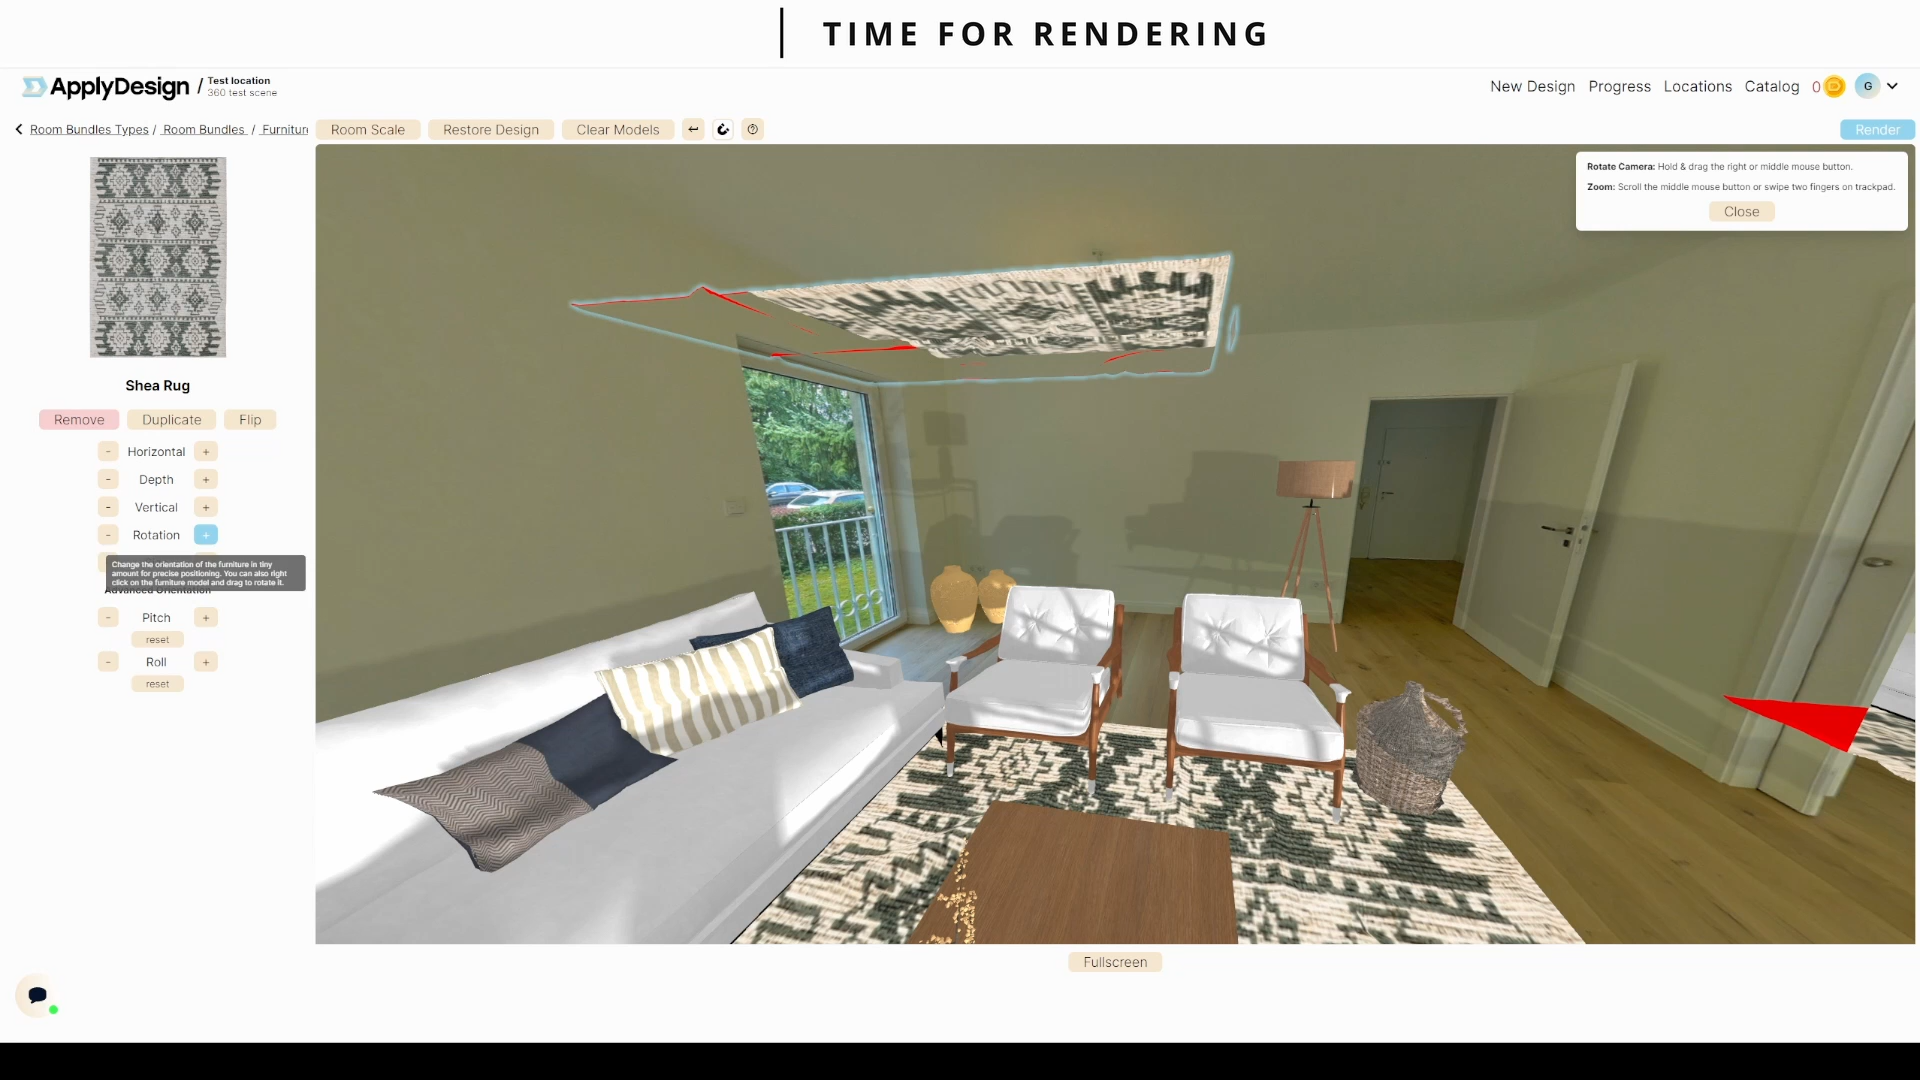 TIME FOR RENDERING
ApplyDesign / Test location
360 test scene
New Design Progress Locations Catalog 0 G
Room Bundles Types / Room Bundles / Furniture
Room Scale Restore Design Clear Models
Render
Rotate Camera: Hold & drag the right or middle mouse button.
Zoom: Scroll the middle mouse button or swipe two fingers on trackpad.
Close
Shea Rug
Remove Duplicate Flip
- Horizontal +
- Depth +
- Vertical +
- Rotation +
Change the orientation of the furniture in tiny
amount for precise positioning. You can also right
click on the furniture model and drag to rotate it.
Advanced Orientation
- Pitch +
reset
- Roll +
reset
Fullscreen